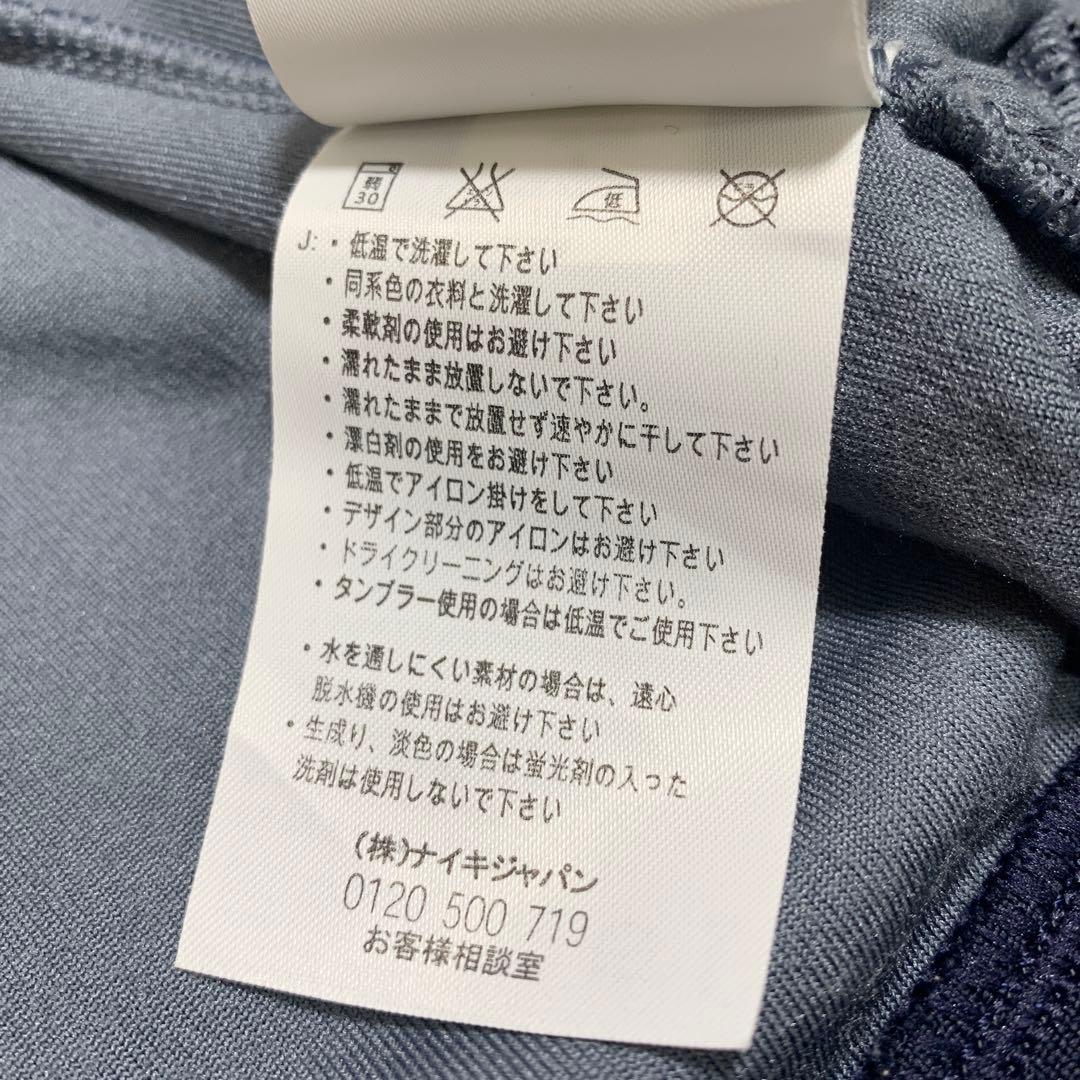 弱
30
エンソ
サラシ
低
ドライ
J: ・低温で洗濯して下さい
・同系色の衣料と洗濯して下さい
・柔軟剤の使用はお避け下さい
・濡れたまま放置しないで下さい。
・濡れたままで放置せず速やかに干して下さい
・漂白剤の使用をお避け下さい
・低温でアイロン掛けをして下さい
・デザイン部分のアイロンはお避け下さい
・ドライクリーニングはお避け下さい。
・タンブラー使用の場合は低温でご使用下さい
・水を通しにくい素材の場合は、遠心
脱水機の使用はお避け下さい
・生成り、淡色の場合は蛍光剤の入った
洗剤は使用しないで下さい
(株)ナイキジャパン
0120 500 719
お客様相談室